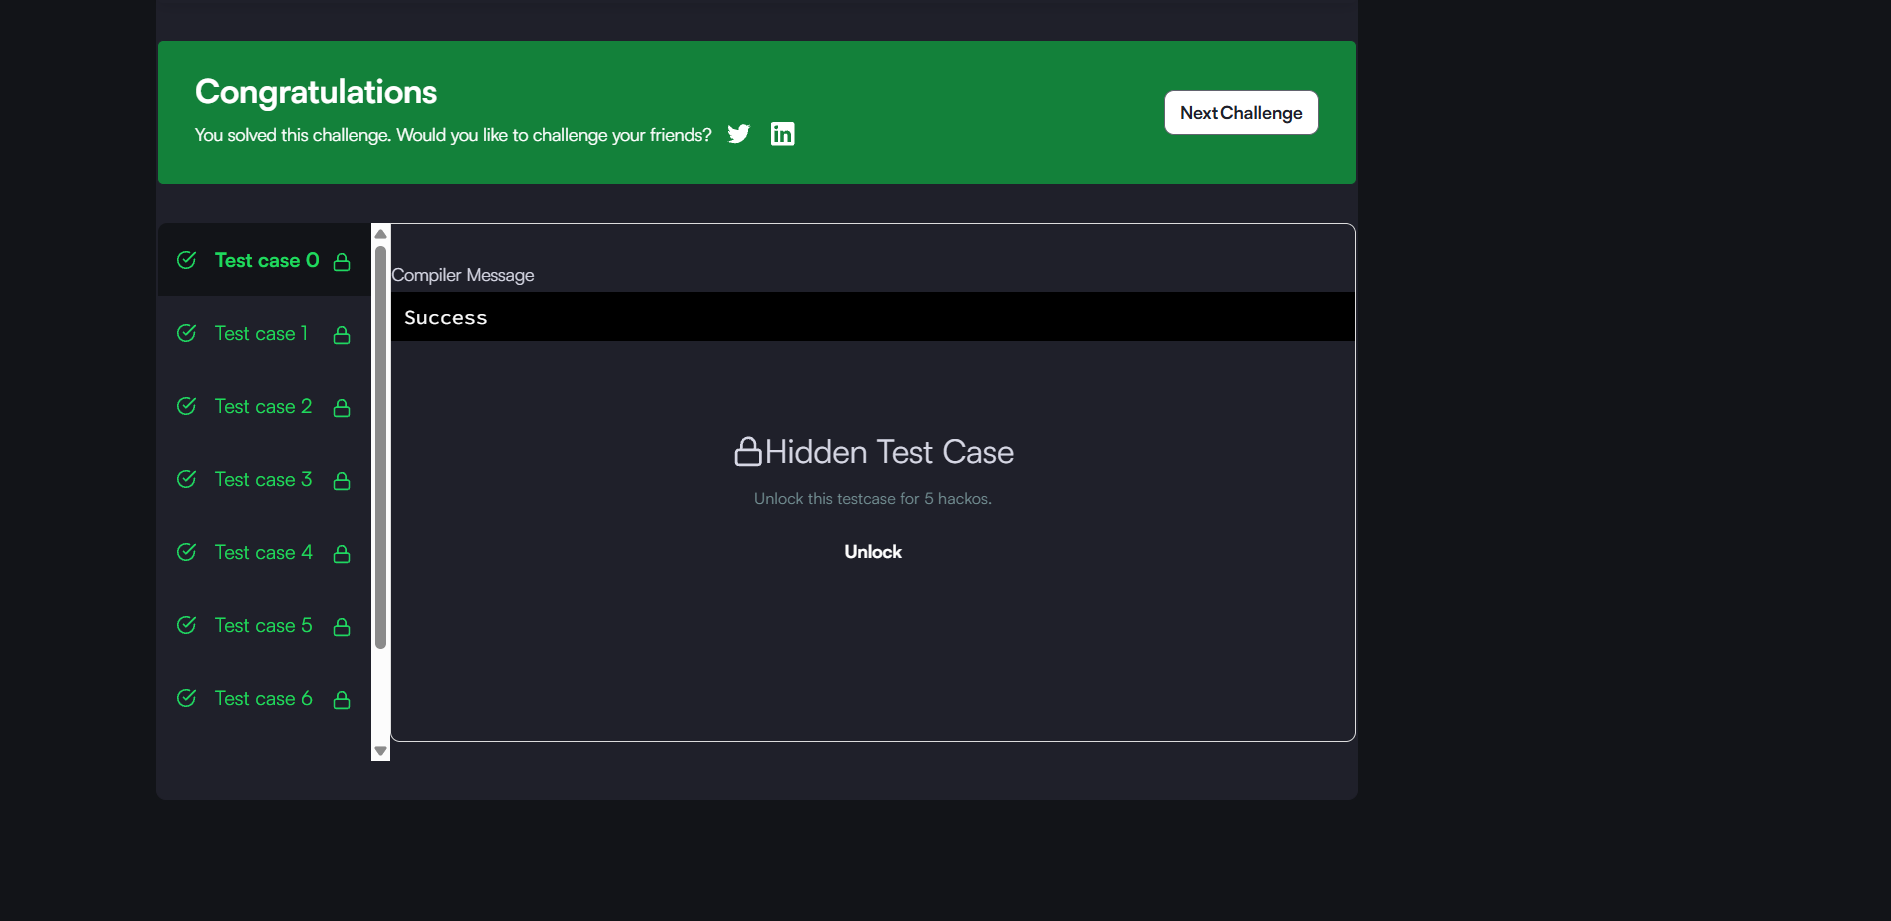 Congratulations
You solved this challenge. Would you like to challenge your friends?
Next Challenge
Test case 0
Test case 1
Test case 2
Test case 3
Test case 4
Test case 5
Test case 6
Compiler Message
Success
Hidden Test Case
Unlock this testcase for 5 hackos.
Unlock